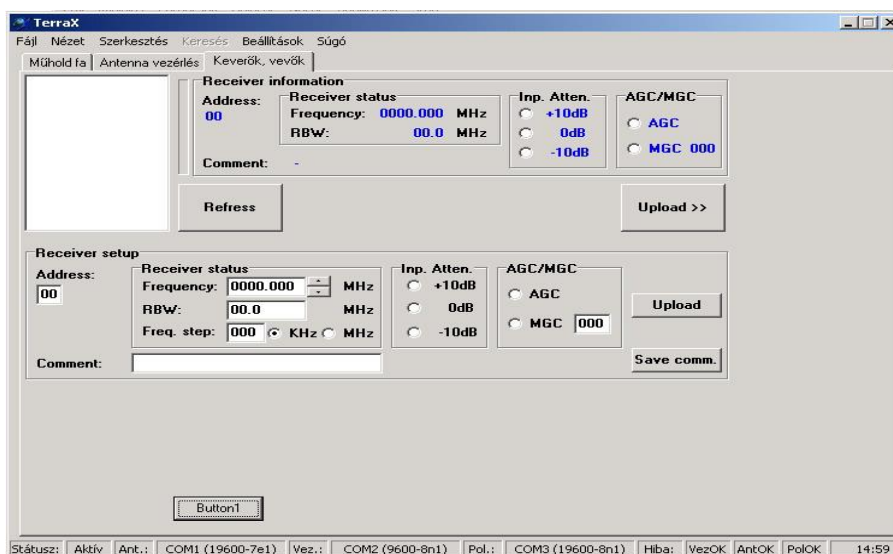 TerraX
Fájl Nézet Szerkesztés Keresés Beállítások Súgó
Műhold fa Antenna vezérlés Keverők, vevők
Receiver information
Address:
00
Receiver status
Frequency: 0000.000 MHz
RBW: 00.0 MHz
Inp. Atten.
+10dB
0dB
-10dB
AGC/MGC
AGC
MGC 000
Comment: -
Refress
Upload >>
Receiver setup
Address:
00
Receiver status
Frequency: 0000.000 MHz
RBW: 00.0 MHz
Freq. step: 000 KHz MHz
Inp. Atten.
+10dB
0dB
-10dB
AGC/MGC
AGC
MGC 000
Upload
Comment:
Save comm.
Button1
Státusz: Aktív Ant.: COM1 (19600-7e1) Vez.: COM2 (9600-8n1) Pol.: COM3 (19600-8n1) Hiba: VezOK AntOK PolOK 14:59